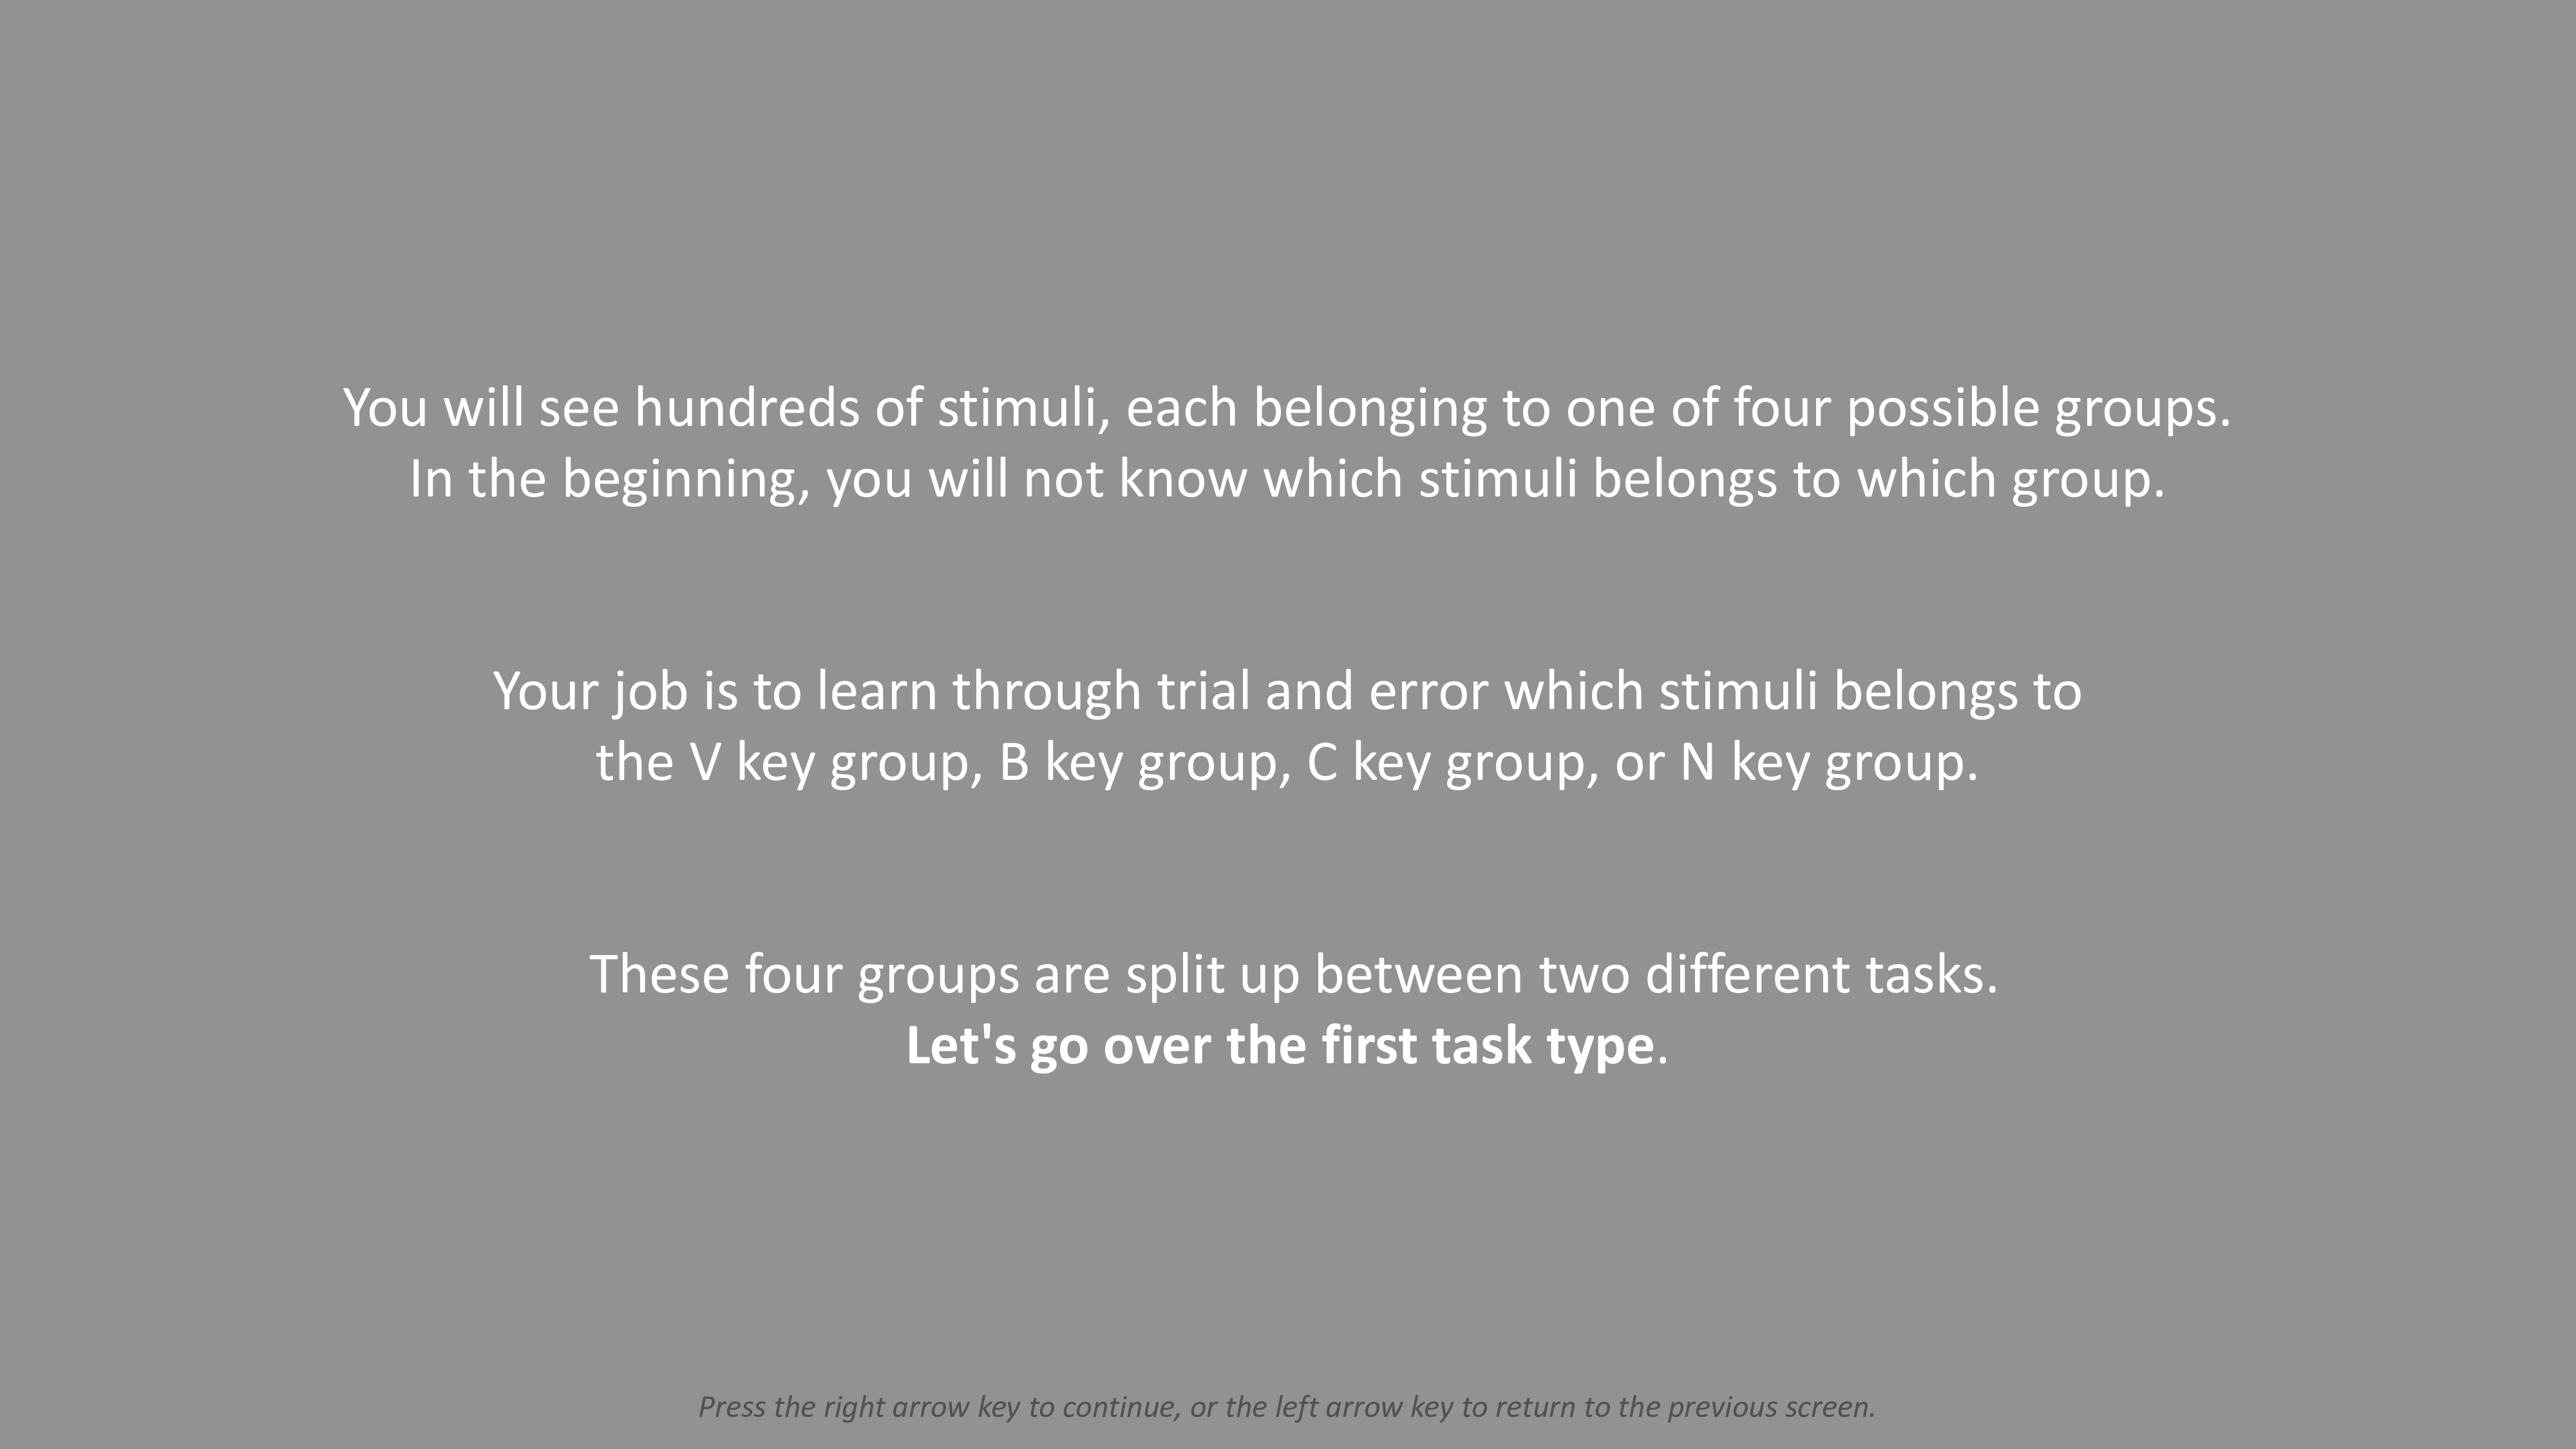 You will see hundreds of stimuli, each belonging to one of four possible groups.
In the beginning, you will not know which stimuli belongs to which group.
Your job is to learn through trial and error which stimuli belongs to
the V key group, B key group, C key group, or N key group.
These four groups are split up between two different tasks.
Let's go over the first task type.
Press the right arrow key to continue, or the left arrow key to return to the previous screen.